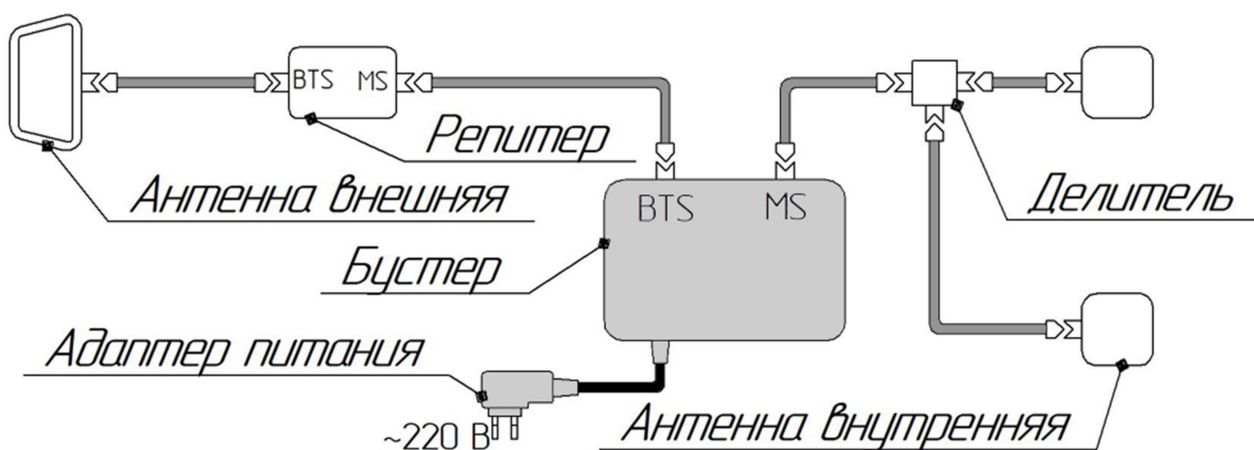 BTS MS
Репитер
Антенна внешняя
BTS MS
Делитель
Бустер
Адаптер питания
~220 В
Антенна внутренняя